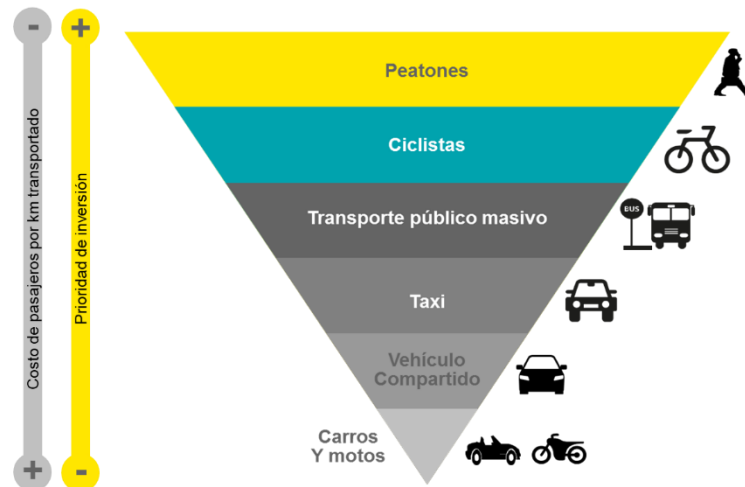 -
+
Costo de pasajeros por km transportado
Prioridad de inversión
+
-
Peatones
Ciclistas
Transporte público masivo
BUS
Taxi
Vehículo
Compartido
Carros
Y motos